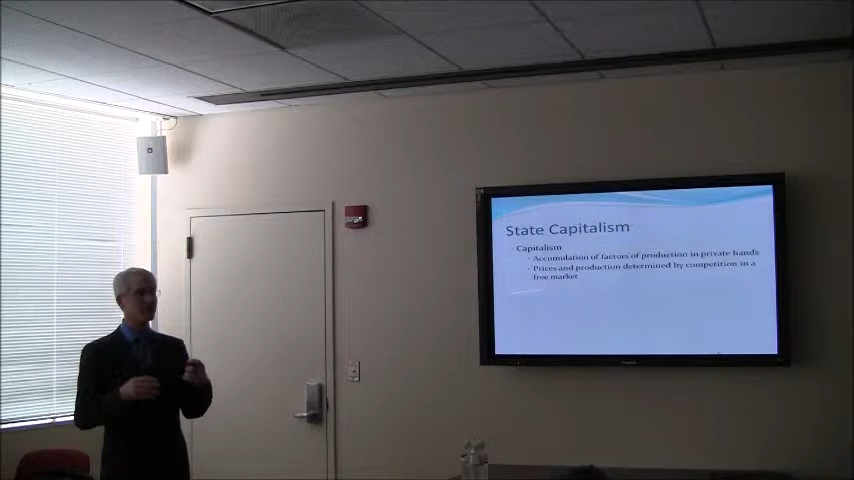 State Capitalism
· Capitalism
· Accumulation of factors of production in private hands
· Prices and production determined by competition in a
free market